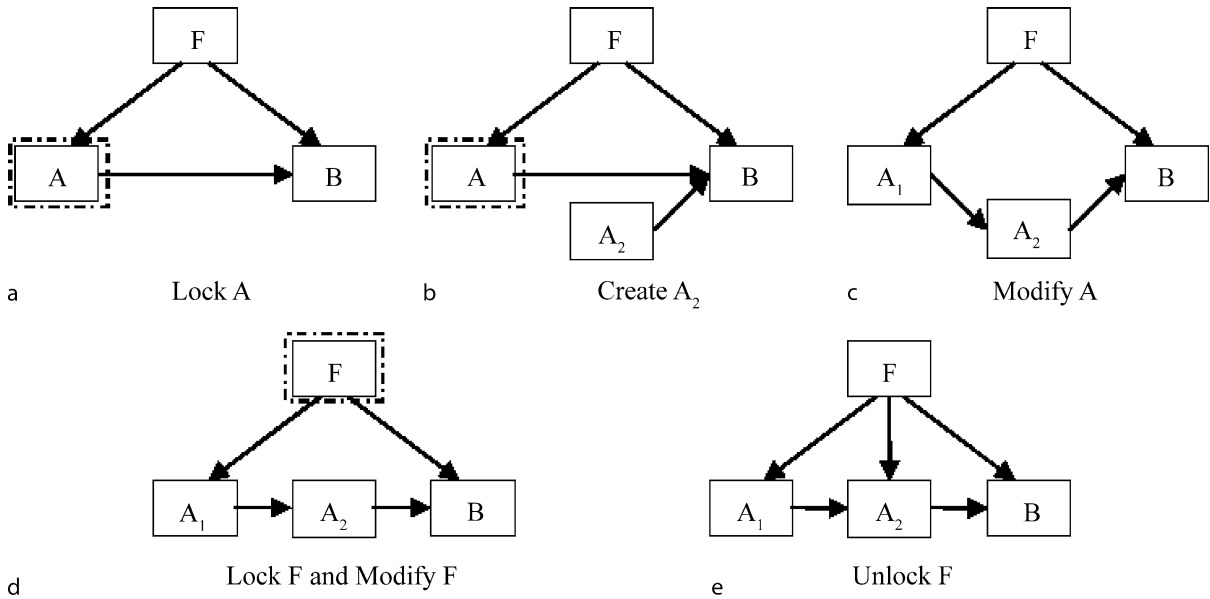 F F F
A B A B A₁ B
A₂ A₂
a Lock A b Create A₂ c Modify A
F F
A₁ A₂ B A₁ A₂ B
d Lock F and Modify F e Unlock F